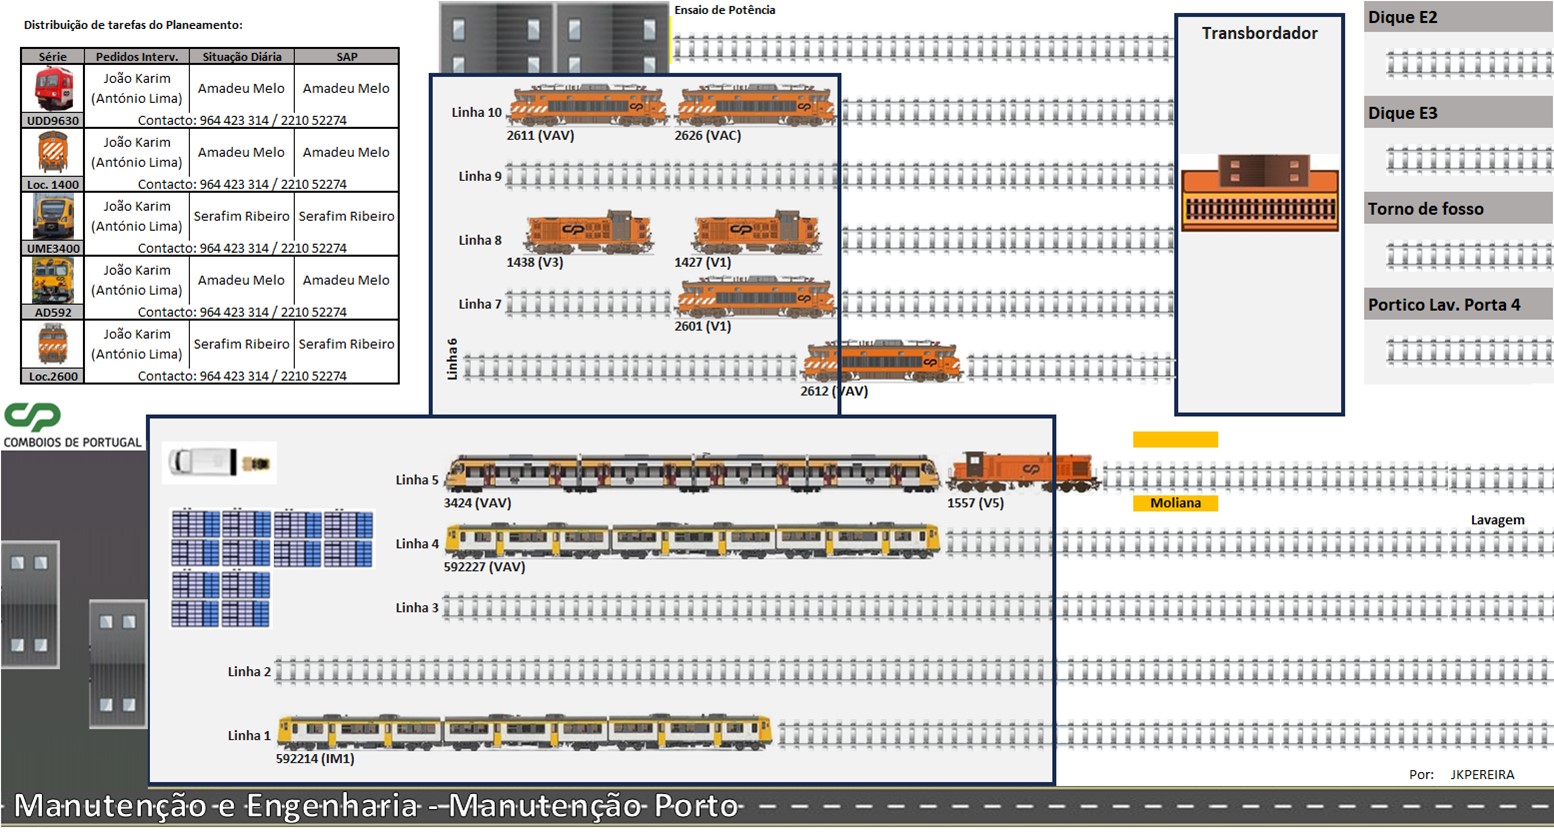 Distribuição de tarefas do Planeamento:
Série Pedidos Interv. Situação Diária SAP
João Karim
(António Lima)
Amadeu Melo Amadeu Melo
UDD9630 Contacto: 964 423 314 / 2210 52274
João Karim
(António Lima)
Amadeu Melo Amadeu Melo
Loc. 1400 Contacto: 964 423 314 / 2210 52274
João Karim
(António Lima)
Serafim Ribeiro Serafim Ribeiro
UME3400 Contacto: 964 423 314 / 2210 52274
João Karim
(António Lima)
Amadeu Melo Amadeu Melo
AD592 Contacto: 964 423 314 / 2210 52274
João Karim
(António Lima)
Serafim Ribeiro Serafim Ribeiro
Loc.2600 Contacto: 964 423 314 / 2210 52274
CP
COMBOIOS DE PORTUGAL
Ensaio de Potência
Linha 10
2611 (VAV) 2626 (VAC)
Linha 9
Linha 8
1438 (V3) 1427 (V1)
Linha 7
2601 (V1)
Linha 6
2612 (VAV)
Transbordador
Dique E2
Dique E3
Torno de fosso
Portico Lav. Porta 4
Linha 5
3424 (VAV) 1557 (V5)
Moliana
Lavagem
Linha 4
592227 (VAV)
Linha 3
Linha 2
Linha 1
592214 (IM1)
Por: JKPEREIRA
Manutenção e Engenharia - Manutenção Porto